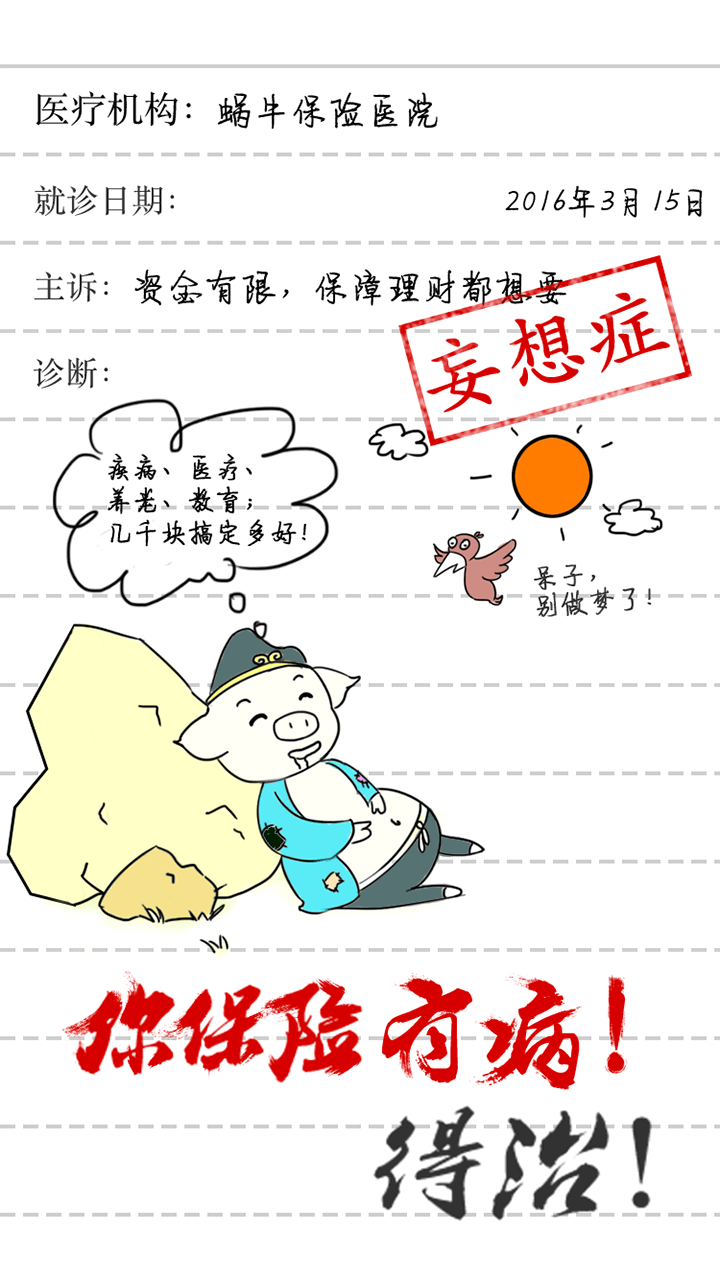 医疗机构：蜗牛保险医院
就诊日期：2016年3月15日
主诉：资金有限，保障理财都想要
妄想症
诊断：
疾病、医疗、
养老、教育；
几千块搞定多好！
呆子，
别做梦了！
你保险有病！
得治！